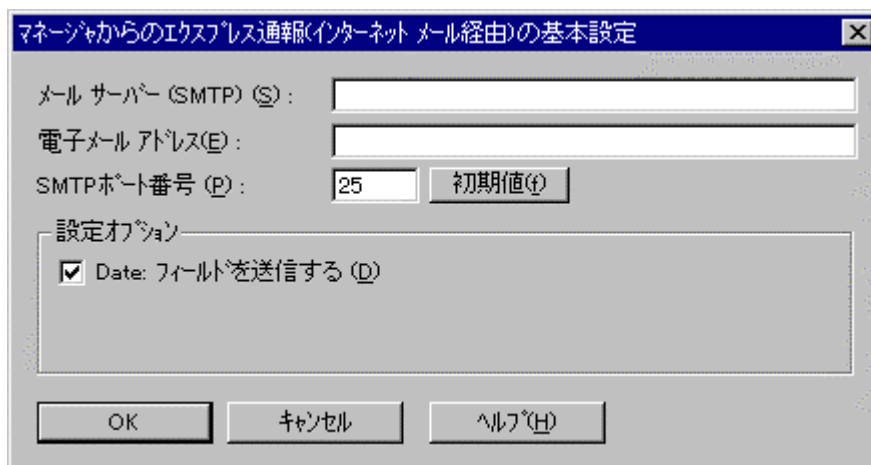 マネージャからのエクスプレス通報(インターネット メール経由)の基本設定
メール サーバー (SMTP) (S) :
電子メール アドレス(E) :
SMTPポート番号 (P) : 25 初期値(f)
設定オプション
Date: フィールドを送信する (D)
OK キャンセル ヘルプ(H)